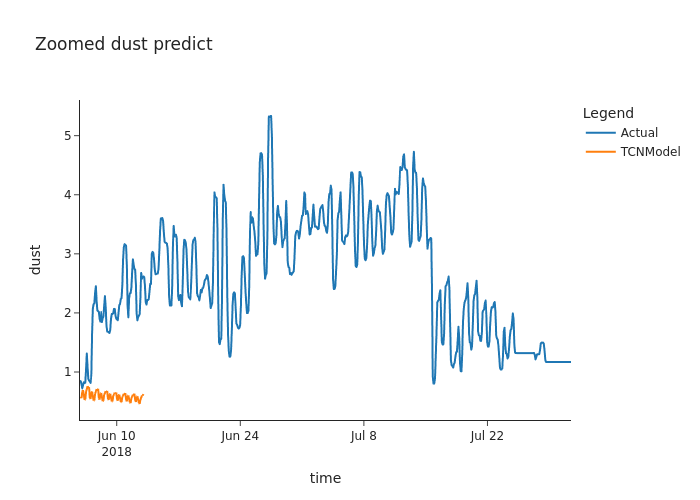 Zoomed dust predict
Legend
Actual
TCNModel
dust
5
4
3
2
1
Jun 10
2018
Jun 24
Jul 8
Jul 22
time